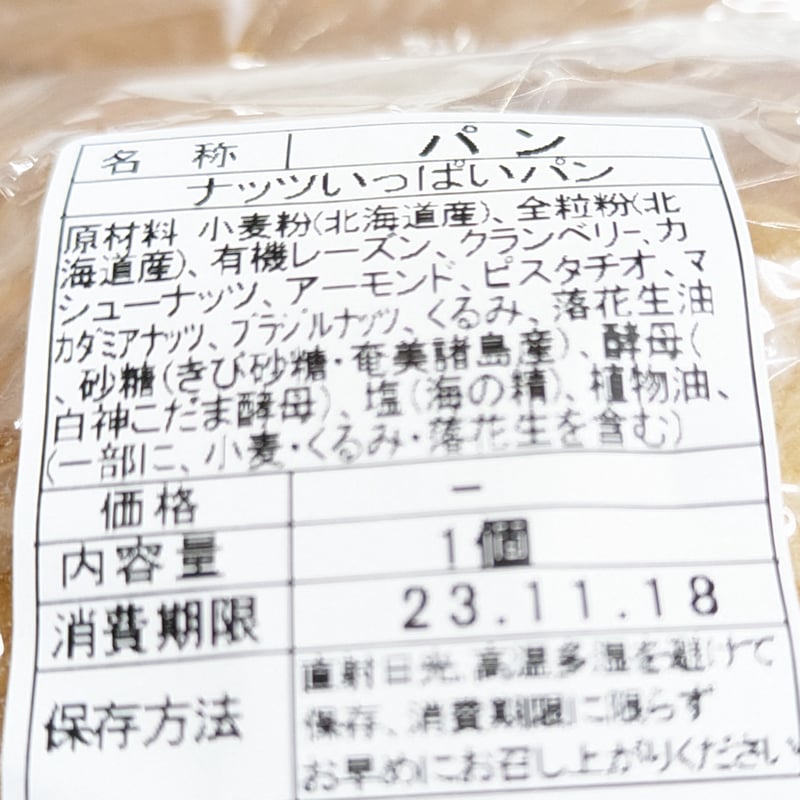 名称 パン
ナッツいっぱいパン
原材料 小麦粉(北海道産)、全粒粉(北
海道産)、有機レーズン、クランベリー、カ
シューナッツ、アーモンド、ピスタチオ、マ
カダミアナッツ、ブラジルナッツ、くるみ、落花生油
、砂糖(きび砂糖・奄美諸島産)、酵母(
白神こだま酵母)、塩(海の精)、植物油、
(一部に、小麦・くるみ・落花生を含む)
価格 -
内容量 1個
消費期限 23.11.18
保存方法 直射日光、高温多湿を避けて
保存、消費期限に限らず
お早めにお召し上がりください